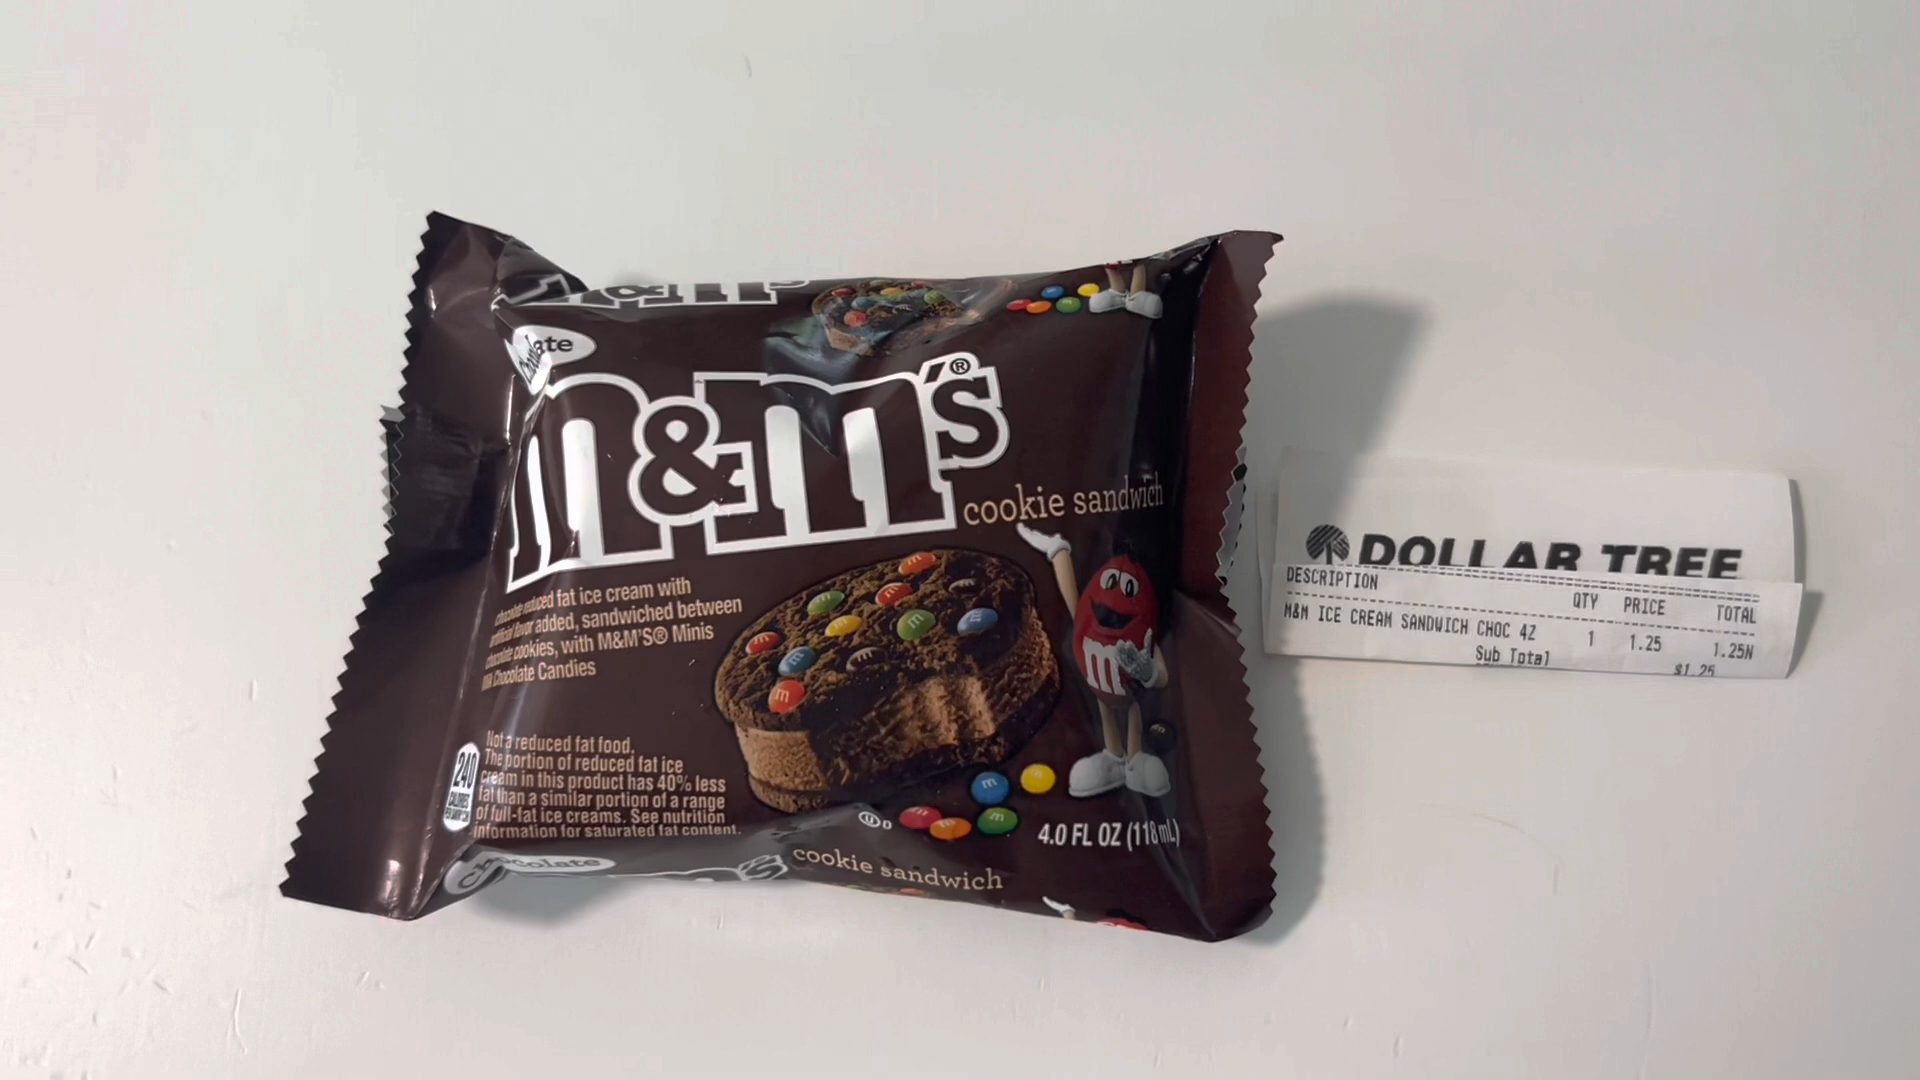 m&m's
Chocolate
m&m's®
cookie sandwich
chocolate reduced fat ice cream with
artificial flavor added, sandwiched between
chocolate cookies, with M&M'S® Minis
Milk Chocolate Candies
Not a reduced fat food.
The portion of reduced fat ice
cream in this product has 40% less
fat than a similar portion of a range
of full-fat ice creams. See nutrition
information for saturated fat content.
240
CALORIES
4.0 FL OZ (118 mL)
U D
Chocolate
cookie sandwich
DOLLAR TREE
DESCRIPTION QTY PRICE TOTAL
M&M ICE CREAM SANDWICH CHOC 4Z 1 1.25 1.25N
Sub Total $1.25